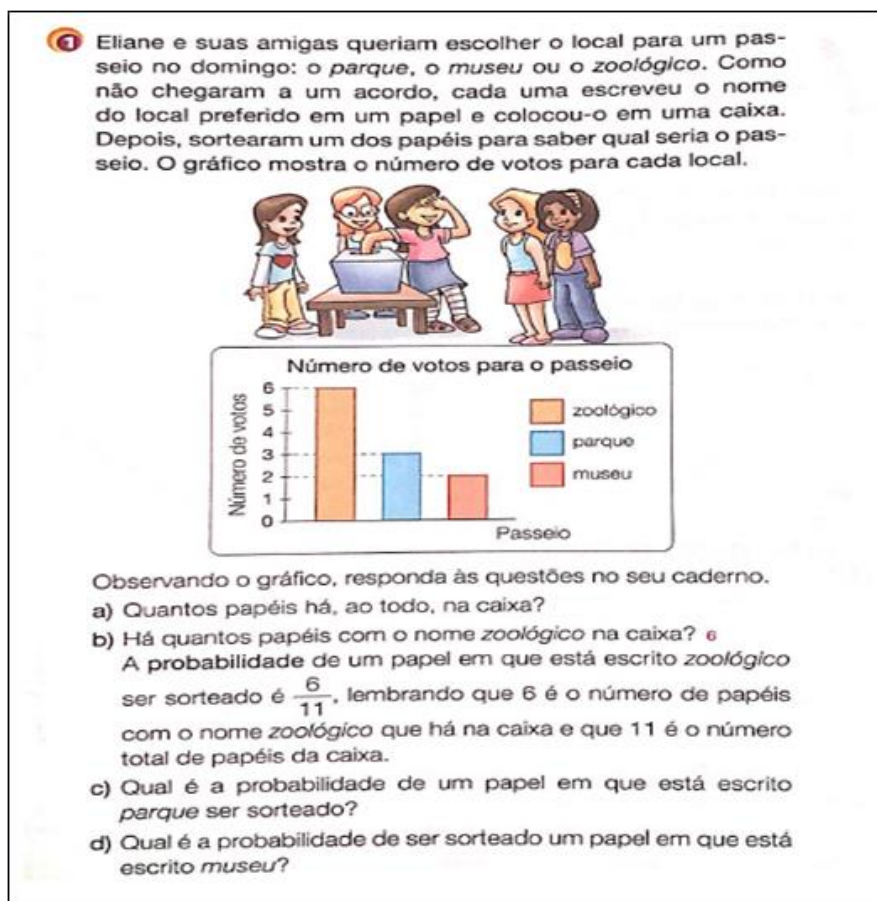 1 Eliane e suas amigas queriam escolher o local para um pas-
seio no domingo: o parque, o museu ou o zoológico. Como
não chegaram a um acordo, cada uma escreveu o nome
do local preferido em um papel e colocou-o em uma caixa.
Depois, sortearam um dos papéis para saber qual seria o pas-
seio. O gráfico mostra o número de votos para cada local.
Número de votos para o passeio
Número de votos
6
5
4
3
2
1
0
zoológico
parque
museu
Passeio
Observando o gráfico, responda às questões no seu caderno.
a) Quantos papéis há, ao todo, na caixa?
b) Há quantos papéis com o nome zoológico na caixa? 6
A probabilidade de um papel em que está escrito zoológico
ser sorteado é 6/11, lembrando que 6 é o número de papéis
com o nome zoológico que há na caixa e que 11 é o número
total de papéis da caixa.
c) Qual é a probabilidade de um papel em que está escrito
parque ser sorteado?
d) Qual é a probabilidade de ser sorteado um papel em que está
escrito museu?